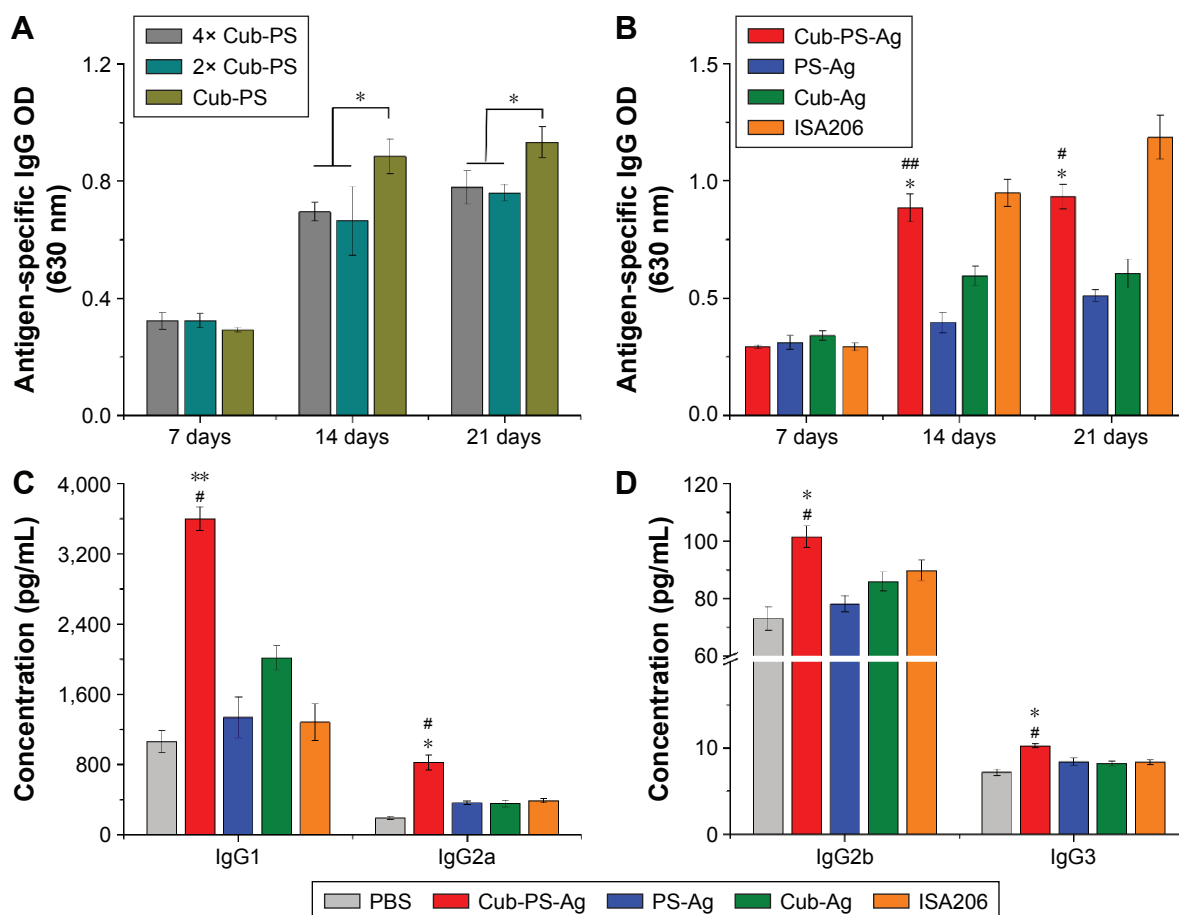 A
4× Cub-PS
2× Cub-PS
Cub-PS
Antigen-specific IgG OD
(630 nm)
1.2
0.8
0.4
0.0
*
*
7 days
14 days
21 days
B
Cub-PS-Ag
PS-Ag
Cub-Ag
ISA206
Antigen-specific IgG OD
(630 nm)
1.5
1.0
0.5
0.0
##
*
#
*
7 days
14 days
21 days
C
Concentration (pg/mL)
4,000
3,200
2,400
1,600
800
0
**
#
#
*
IgG1
IgG2a
D
Concentration (pg/mL)
120
100
80
60
10
0
*
#
*
#
IgG2b
IgG3
PBS
Cub-PS-Ag
PS-Ag
Cub-Ag
ISA206